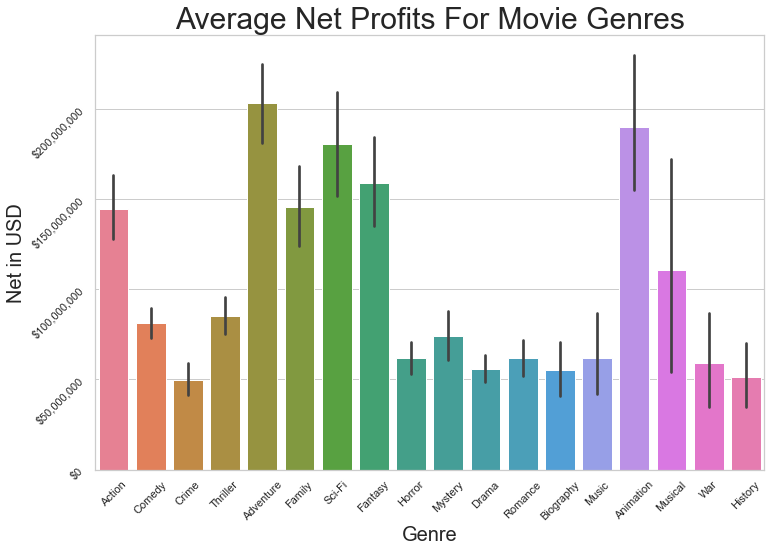 Average Net Profits For Movie Genres
Net in USD
$200,000,000
$150,000,000
$100,000,000
$50,000,000
$0
Action
Comedy
Crime
Thriller
Adventure
Family
Sci-Fi
Fantasy
Horror
Mystery
Drama
Romance
Biography
Music
Animation
Musical
War
History
Genre